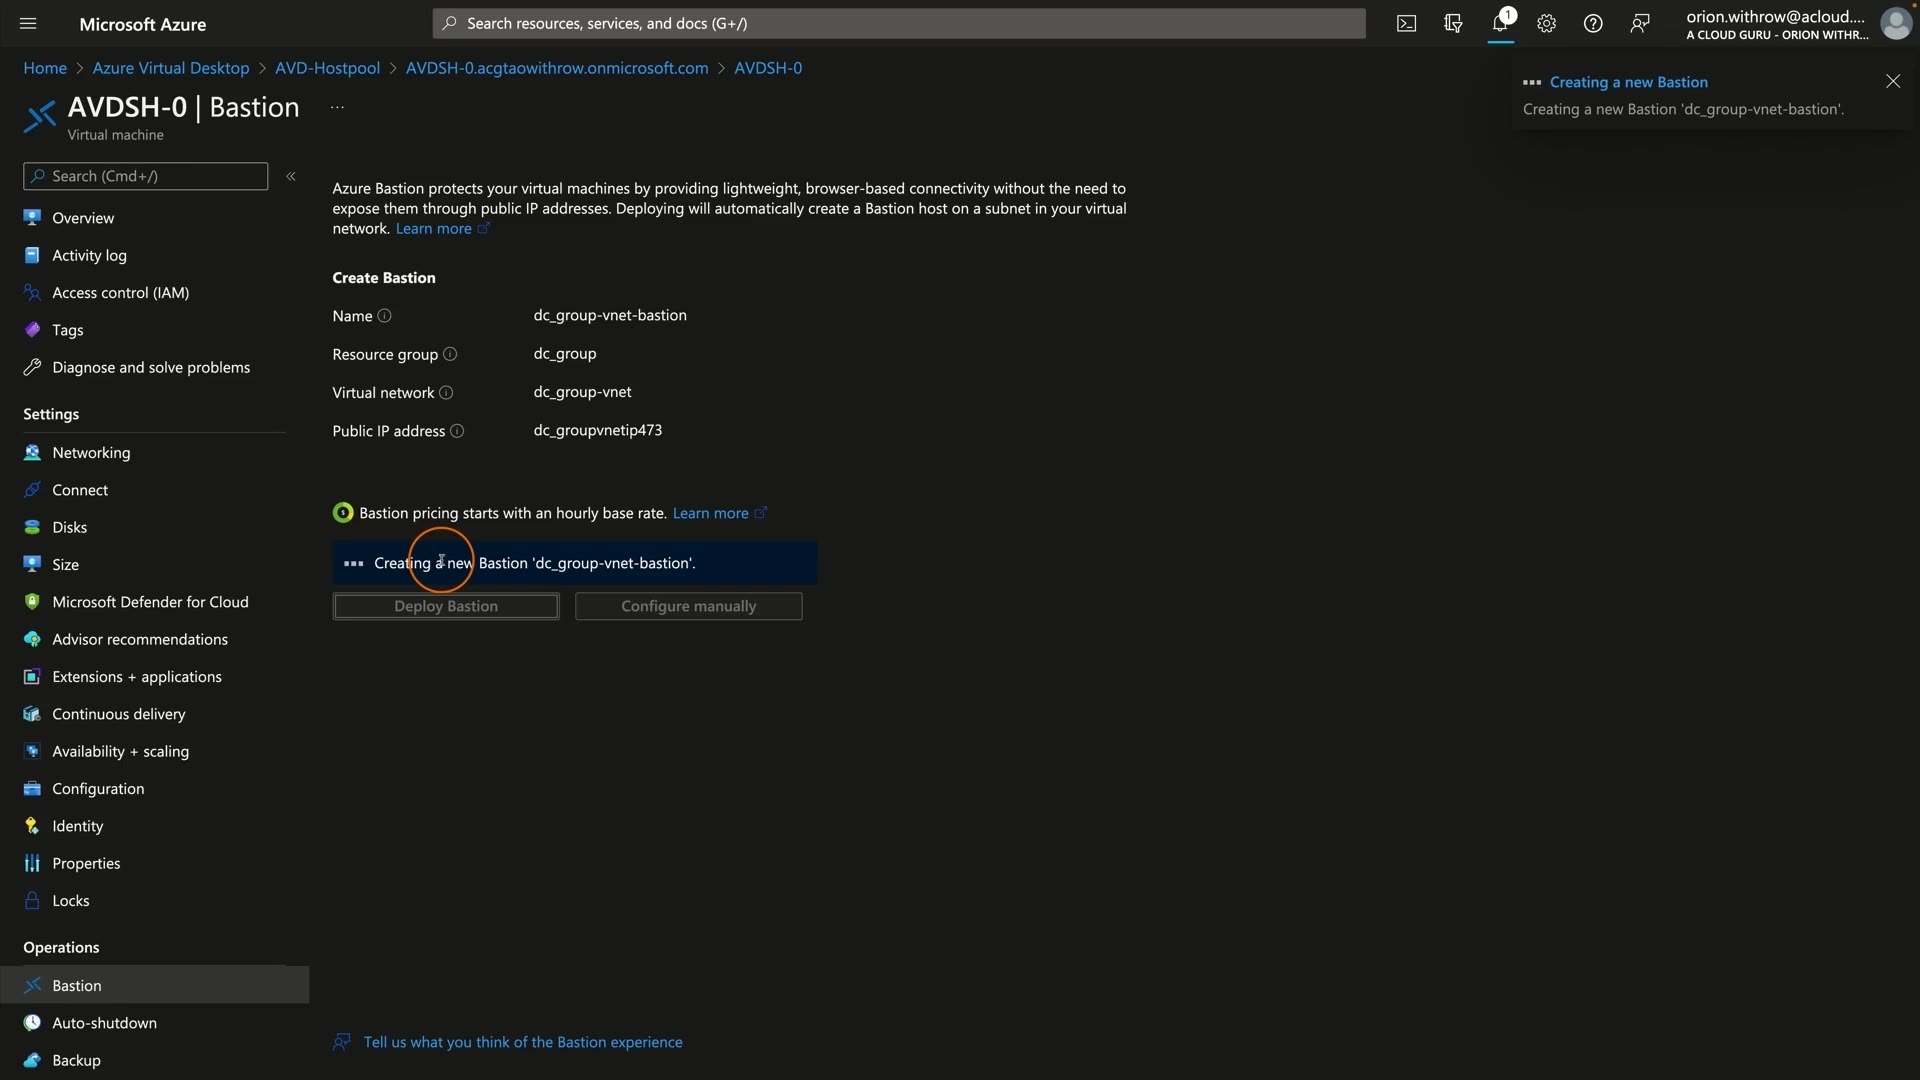 Microsoft Azure
Search resources, services, and docs (G+/)
1
orion.withrow@acloud....
A CLOUD GURU - ORION WITHR...
Home > Azure Virtual Desktop > AVD-Hostpool > AVDSH-0.acgtaowithrow.onmicrosoft.com > AVDSH-0
Creating a new Bastion
Creating a new Bastion 'dc_group-vnet-bastion'.
AVDSH-0 | Bastion ...
Virtual machine
Search (Cmd+/)
«
Overview
Activity log
Access control (IAM)
Tags
Diagnose and solve problems
Settings
Networking
Connect
Disks
Size
Microsoft Defender for Cloud
Advisor recommendations
Extensions + applications
Continuous delivery
Availability + scaling
Configuration
Identity
Properties
Locks
Operations
Bastion
Auto-shutdown
Backup
Azure Bastion protects your virtual machines by providing lightweight, browser-based connectivity without the need to
expose them through public IP addresses. Deploying will automatically create a Bastion host on a subnet in your virtual
network. Learn more
Create Bastion
Name dc_group-vnet-bastion
Resource group dc_group
Virtual network dc_group-vnet
Public IP address dc_groupvnetip473
Bastion pricing starts with an hourly base rate. Learn more
Creating a new Bastion 'dc_group-vnet-bastion'.
Deploy Bastion
Configure manually
Tell us what you think of the Bastion experience